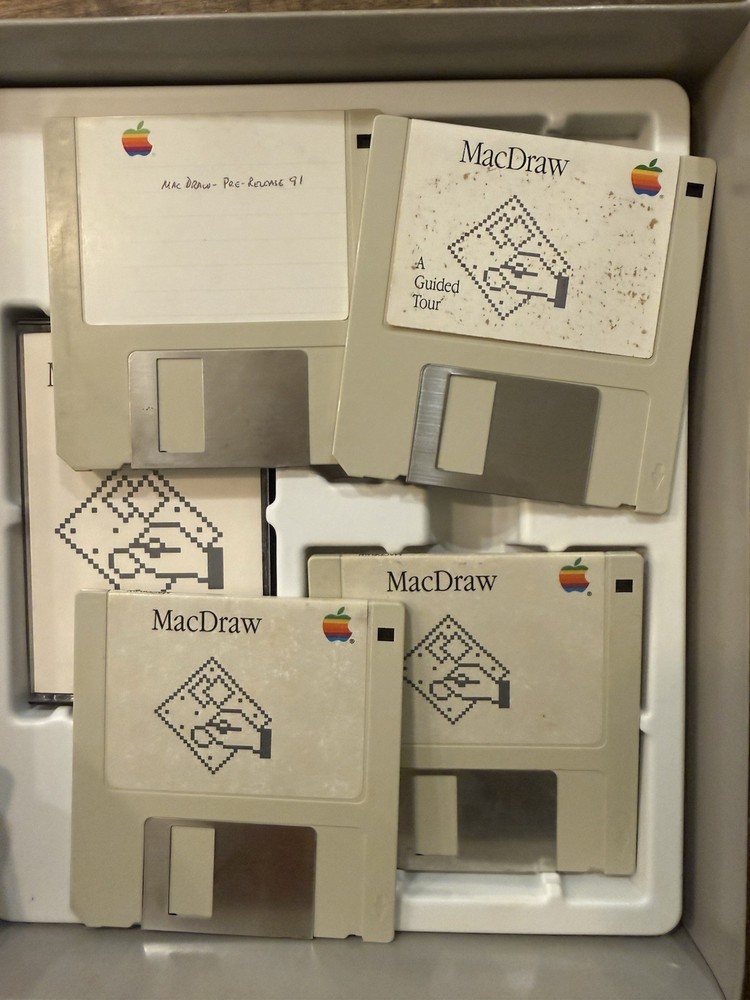 MAC DRAW - PRE-RELEASE 91
MacDraw
A
Guided
Tour
MacDraw
MacDraw